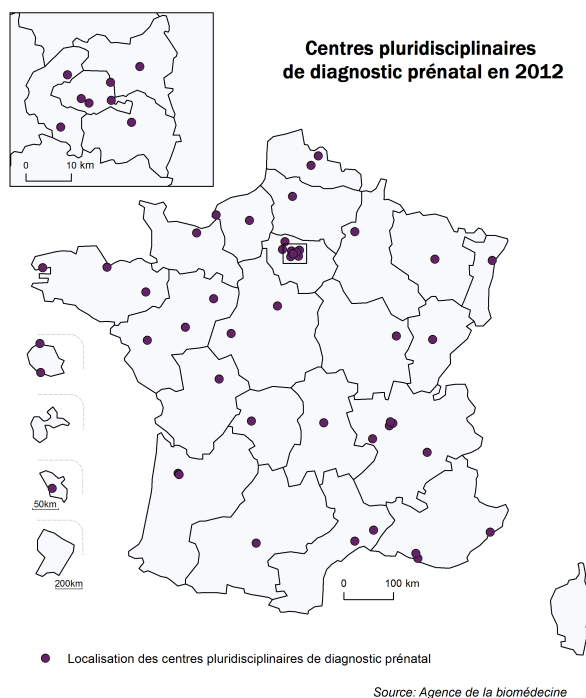 Centres pluridisciplinaires
de diagnostic prénatal en 2012
0 10 km
50km
200km
0 100 km
Localisation des centres pluridisciplinaires de diagnostic prénatal
Source: Agence de la biomédecine